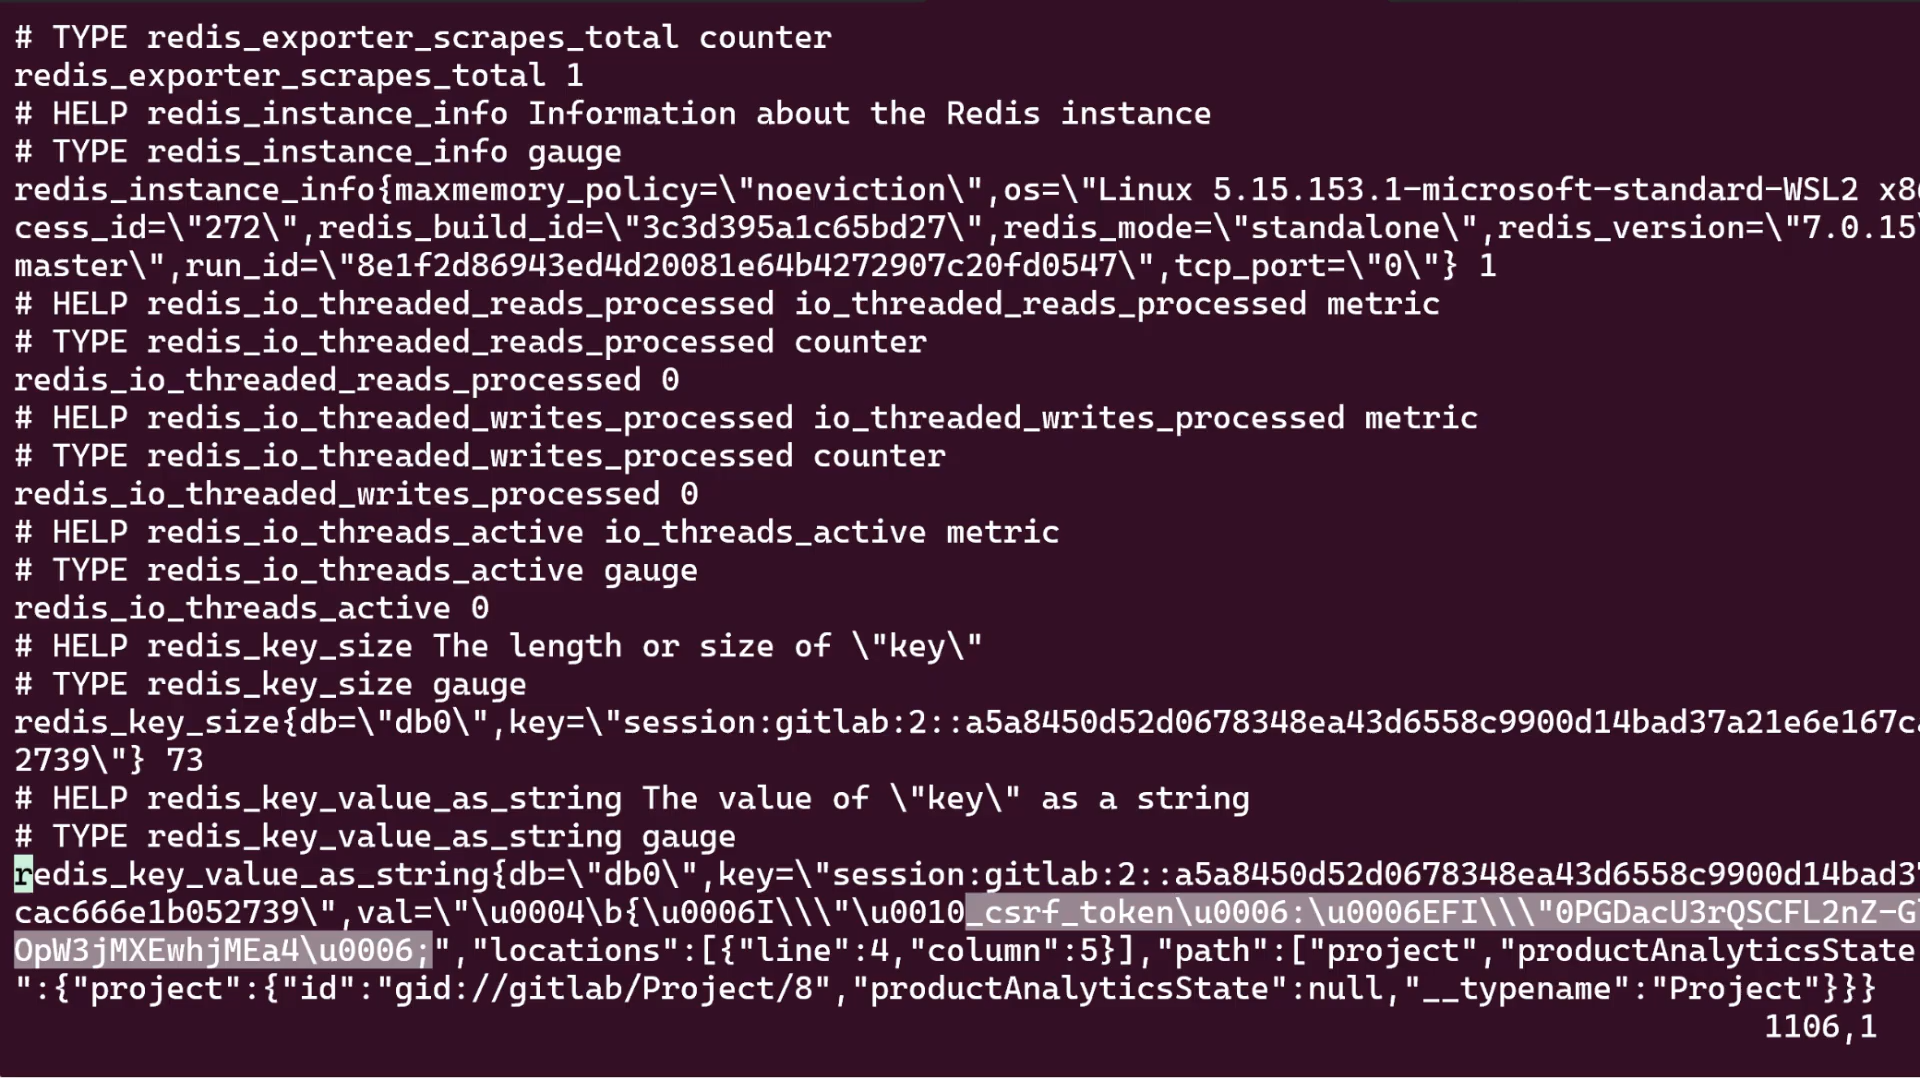 # TYPE redis_exporter_scrapes_total counter
redis_exporter_scrapes_total 1
# HELP redis_instance_info Information about the Redis instance
# TYPE redis_instance_info gauge
redis_instance_info{maxmemory_policy=\"noeviction\",os=\"Linux 5.15.153.1-microsoft-standard-WSL2 x86
cess_id=\"272\",redis_build_id=\"3c3d395a1c65bd27\",redis_mode=\"standalone\",redis_version=\"7.0.15\
master\",run_id=\"8e1f2d86943ed4d20081e64b4272907c20fd0547\",tcp_port=\"0\"} 1
# HELP redis_io_threaded_reads_processed io_threaded_reads_processed metric
# TYPE redis_io_threaded_reads_processed counter
redis_io_threaded_reads_processed 0
# HELP redis_io_threaded_writes_processed io_threaded_writes_processed metric
# TYPE redis_io_threaded_writes_processed counter
redis_io_threaded_writes_processed 0
# HELP redis_io_threads_active io_threads_active metric
# TYPE redis_io_threads_active gauge
redis_io_threads_active 0
# HELP redis_key_size The length or size of \"key\"
# TYPE redis_key_size gauge
redis_key_size{db=\"db0\",key=\"session:gitlab:2::a5a8450d52d0678348ea43d6558c9900d14bad37a21e6e167ca
2739\"} 73
# HELP redis_key_value_as_string The value of \"key\" as a string
# TYPE redis_key_value_as_string gauge
redis_key_value_as_string{db=\"db0\",key=\"session:gitlab:2::a5a8450d52d0678348ea43d6558c9900d14bad37
cac666e1b052739\",val=\"\u0004\b{\u0006I\\\"\u0010_csrf_token\u0006:\u0006EFI\\\"0PGDacU3rQSCFL2nZ-G
OpW3jMXEwhjMEa4\u0006;","locations":[{"line":4,"column":5}],"path":["project","productAnalyticsState
":{"project":{"id":"gid://gitlab/Project/8","productAnalyticsState":null,"__typename":"Project"}}}
1106,1